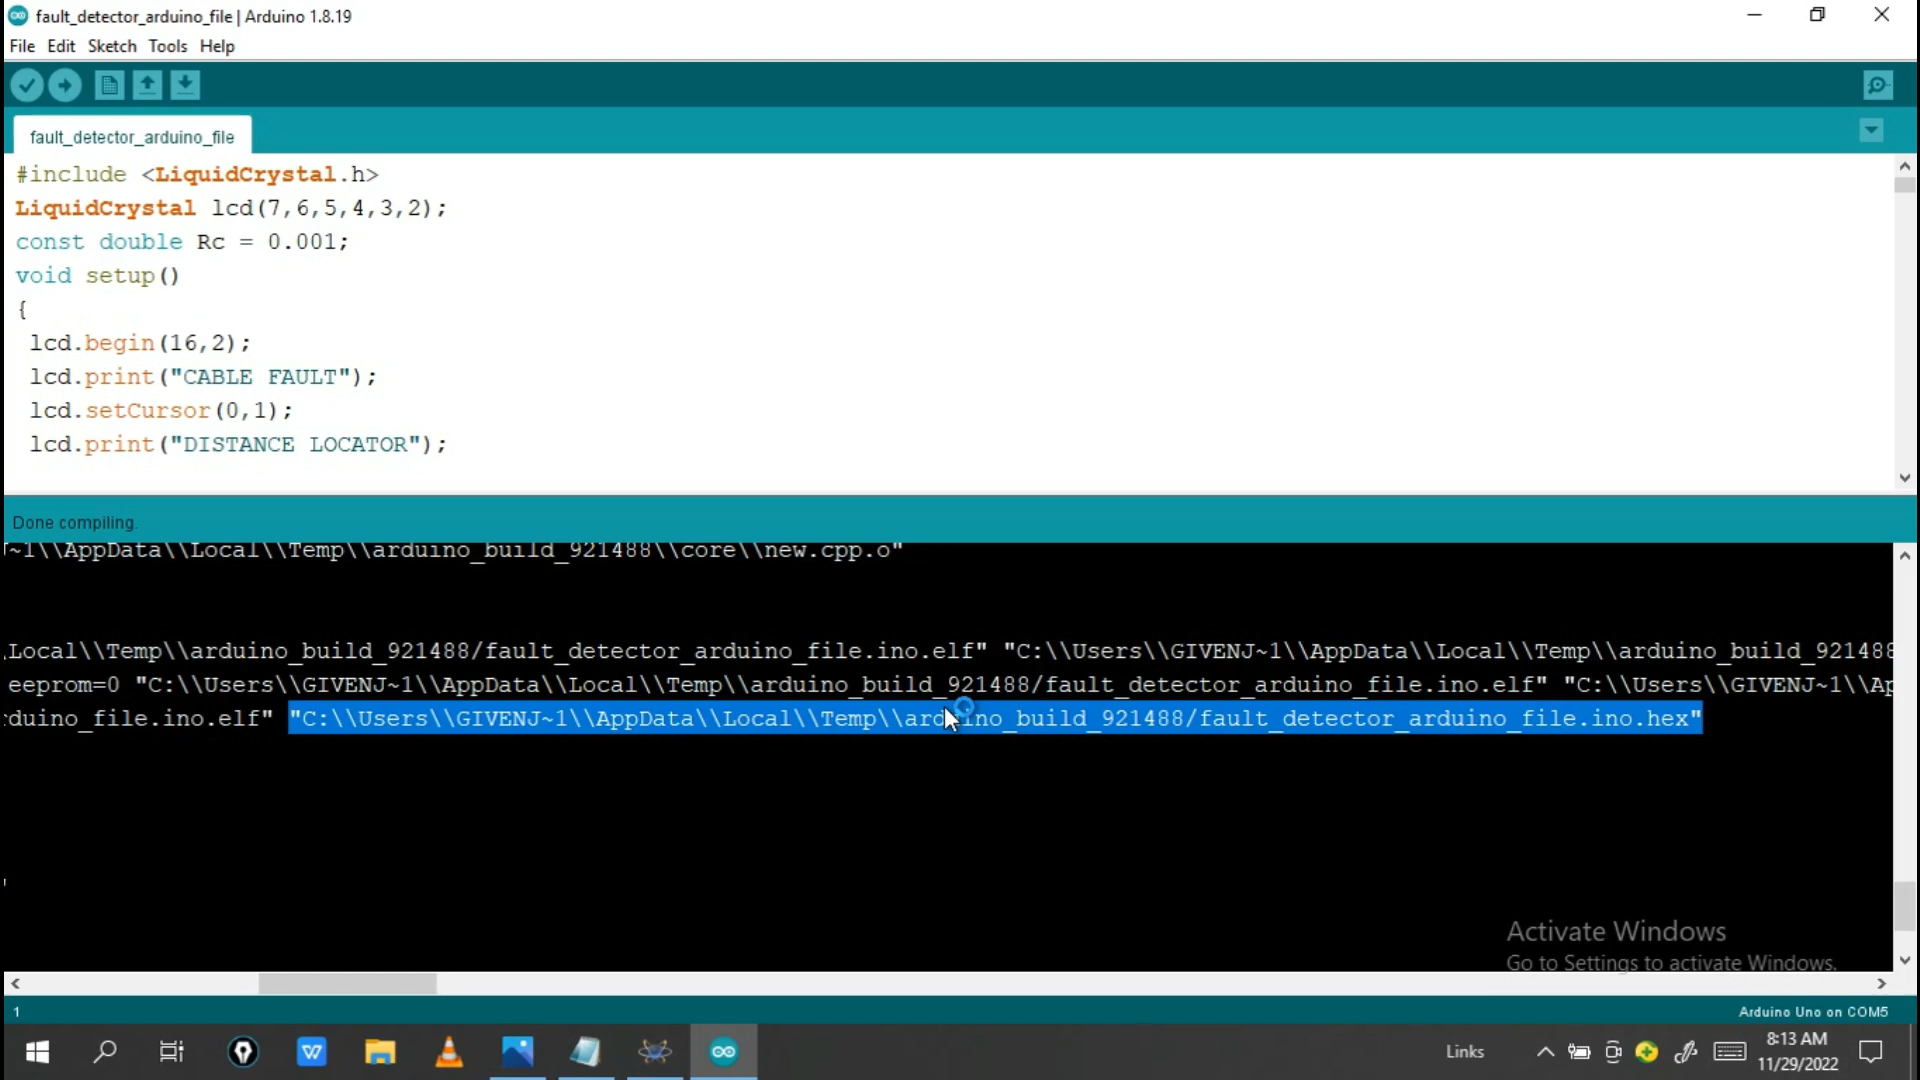 fault_detector_arduino_file | Arduino 1.8.19
File Edit Sketch Tools Help
fault_detector_arduino_file
#include <LiquidCrystal.h>
LiquidCrystal lcd(7,6,5,4,3,2);
const double Rc = 0.001;
void setup()
{
lcd.begin(16,2);
lcd.print("CABLE FAULT");
lcd.setCursor(0,1);
lcd.print("DISTANCE LOCATOR");
Done compiling.
~1\\AppData\\Local\\Temp\\arduino_build_921488\\core\\new.cpp.o"
Local\\Temp\\arduino_build_921488/fault_detector_arduino_file.ino.elf" "C:\\Users\\GIVENJ~1\\AppData\\Local\\Temp\\arduino_build_921488
eeprom=0 "C:\\Users\\GIVENJ~1\\AppData\\Local\\Temp\\arduino_build_921488/fault_detector_arduino_file.ino.elf" "C:\\Users\\GIVENJ~1\\Ap
rduino_file.ino.elf" "C:\\Users\\GIVENJ~1\\AppData\\Local\\Temp\\arduino_build_921488/fault_detector_arduino_file.ino.hex"
Activate Windows
Go to Settings to activate Windows.
1
Arduino Uno on COM5
Links
8:13 AM
11/29/2022